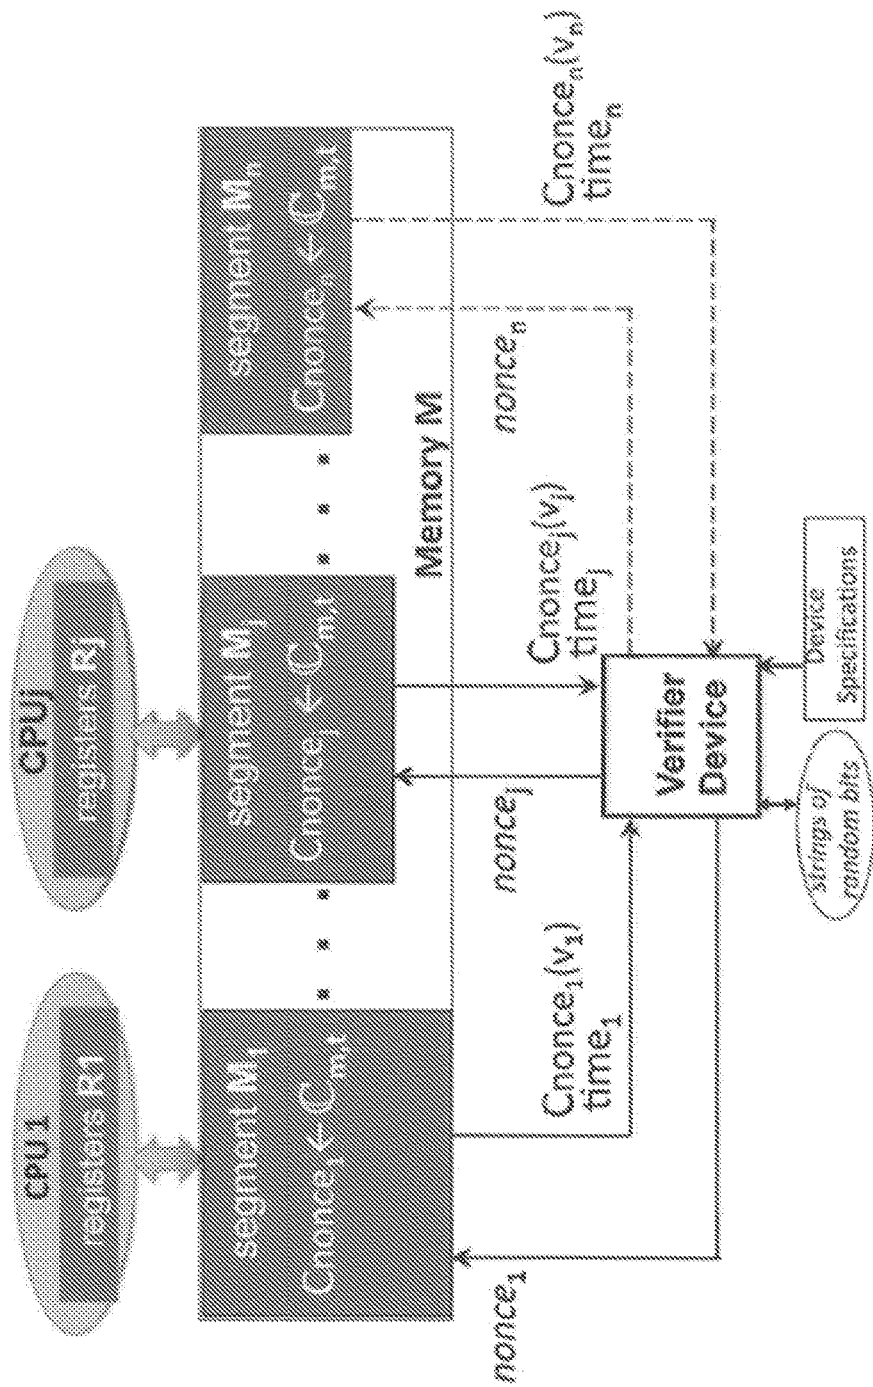 CPU 1
registers R1
CPUj
registers Rj
segment M₁
Cnonce₁ ← Cₘ,ₜ
segment Mⱼ
Cnonceⱼ ← Cₘ,ₜ
segment Mₙ
Cnonceₙ ← Cₘ,ₜ
Memory M
nonce₁
Cnonce₁(v₁)
time₁
nonceⱼ
Cnonceⱼ(vⱼ)
timeⱼ
nonceₙ
Cnonceₙ(vₙ)
timeₙ
Verifier
Device
strings of
random bits
Device
Specifications